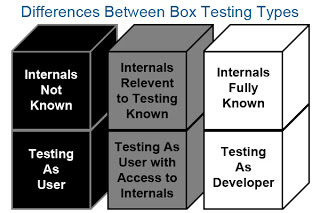 Differences Between Box Testing Types
Internals
Not
Known
Testing
As
User
Internals
Relevent
to Testing
Known
Testing As
User with
Access to
Internals
Internals
Fully
Known
Testing
As
Developer